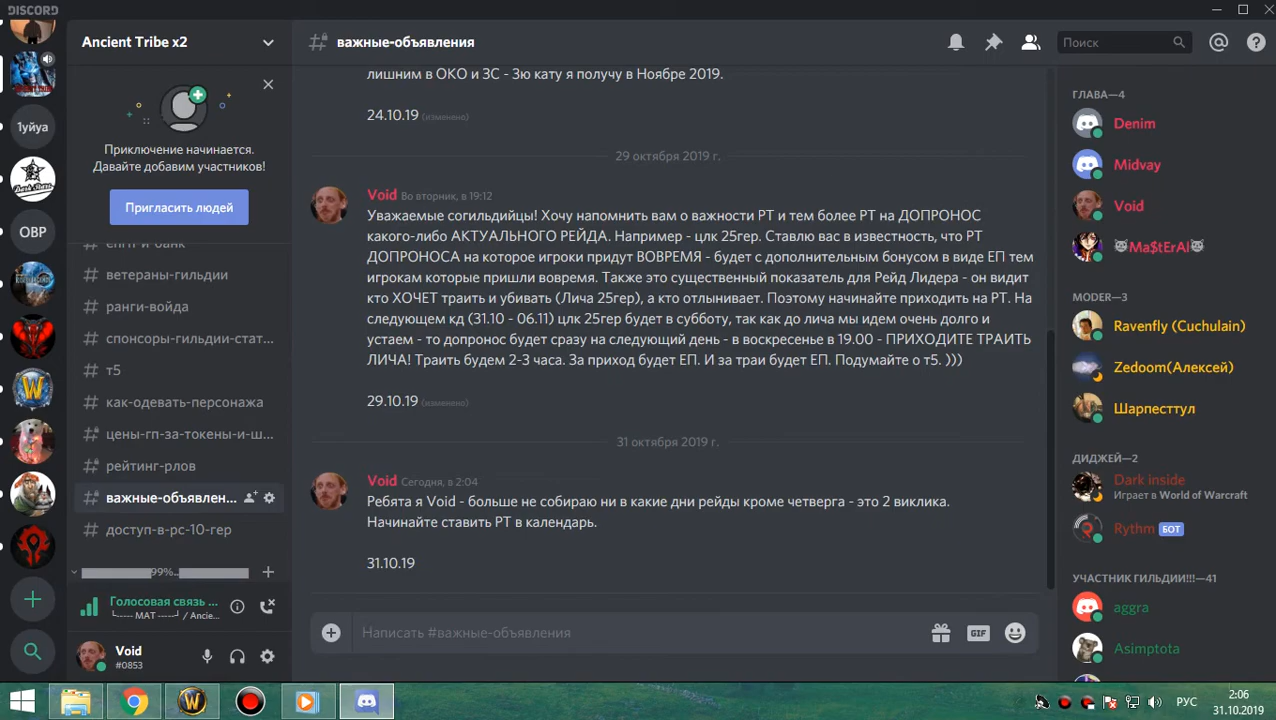 DISCORD
Ancient Tribe x2
Приключение начинается.
Давайте добавим участников!
Пригласить людей
1уйуа
OBP
ветераны-гильдии
ранги-войда
спонсоры-гильдии-стат...
т5
как-одевать-персонажа
цены-гп-за-токены-и-ш...
рейтинг-рлов
важные-объявлен...
доступ-в-рс-10-гер
99%..
Голосовая связь ...
└----- МАТ -----┘ / Ancie...
Void
#0853
важные-объявления
Поиск
лишним в ОКО и ЗС - 3ю кату я получу в Ноябре 2019.
24.10.19 (изменено)
29 октября 2019 г.
Void Во вторник, в 19:12
Уважаемые согильдийцы! Хочу напомнить вам о важности РТ и тем более РТ на ДОПРОНОС
какого-либо АКТУАЛЬНОГО РЕЙДА. Например - цлк 25гер. Ставлю вас в известность, что РТ
ДОПРОНОСА на которое игроки придут ВОВРЕМЯ - будет с дополнительным бонусом в виде ЕП тем
игрокам которые пришли вовремя. Также это существенный показатель для Рейд Лидера - он видит
кто ХОЧЕТ траить и убивать (Лича 25гер), а кто отлынивает. Поэтому начинайте приходить на РТ. На
следующем кд (31.10 - 06.11) цлк 25гер будет в субботу, так как до лича мы идем очень долго и
устаем - то допронос будет сразу на следующий день - в воскресенье в 19.00 - ПРИХОДИТЕ ТРАИТЬ
ЛИЧА! Траить будем 2-3 часа. За приход будет ЕП. И за траи будет ЕП. Подумайте о т5. )))
29.10.19 (изменено)
31 октября 2019 г.
Void Сегодня, в 2:04
Ребята я Void - больше не собираю ни в какие дни рейды кроме четверга - это 2 виклика.
Начинайте ставить РТ в календарь.
31.10.19
Написать #важные-объявления
GIF
ГЛАВА—4
Denim
Midvay
Void
Ma$tErAl
MODER—3
Ravenfly (Cuchulain)
Zedoom(Алексей)
Шарпесттул
ДИДЖЕЙ—2
Dark inside
Играет в World of Warcraft
Rythm БОТ
УЧАСТНИК ГИЛЬДИИ!!!—41
aggra
Asimptota
РУС
2:06
31.10.2019